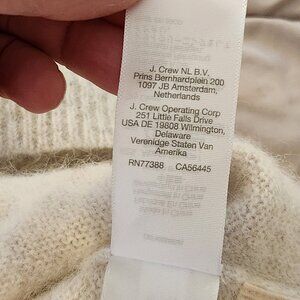 J. Crew NL B.V.
Prins Bernhardplein 200
1097 JB Amsterdam,
Netherlands
J. Crew Operating Corp
251 Little Falls Drive
USA DE 19808 Wilmington,
Delaware
Verenidge Staten Van
Amerika
RN77388 CA56445